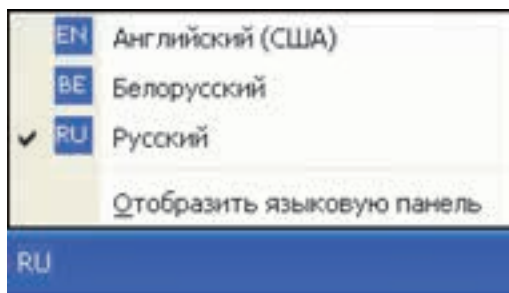 EN Английский (США)
BE Белорусский
RU Русский
Отобразить языковую панель
RU